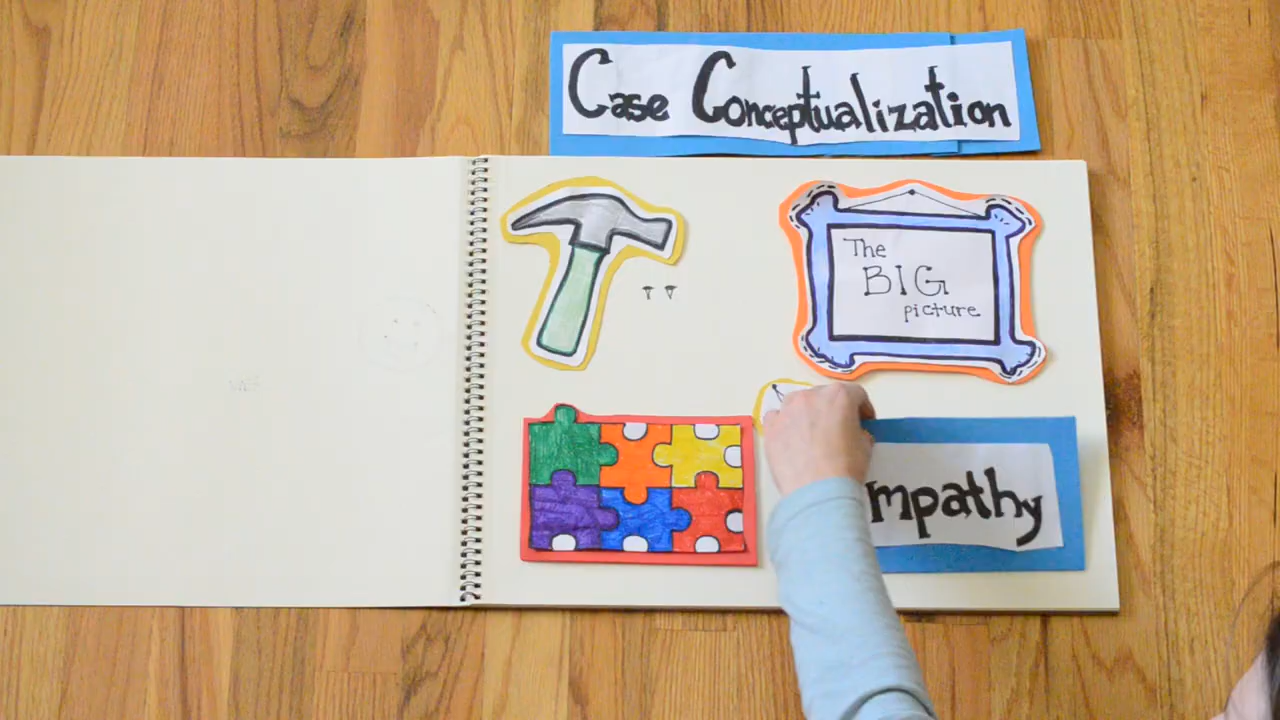 Case Conceptualization
The
BIG
picture
mpathy